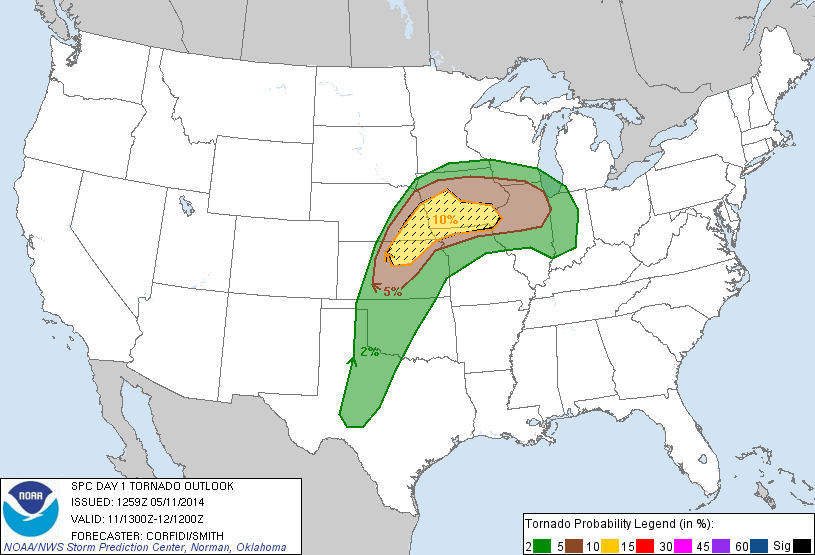 10%
5%
2%
NOAA
SPC DAY 1 TORNADO OUTLOOK
ISSUED: 1259Z 05/11/2014
VALID: 11/1300Z-12/1200Z
FORECASTER: CORFIDI/SMITH
NOAA/NWS Storm Prediction Center, Norman, Oklahoma
Tornado Probability Legend (in %):
2 5 10 15 30 45 60 Sig